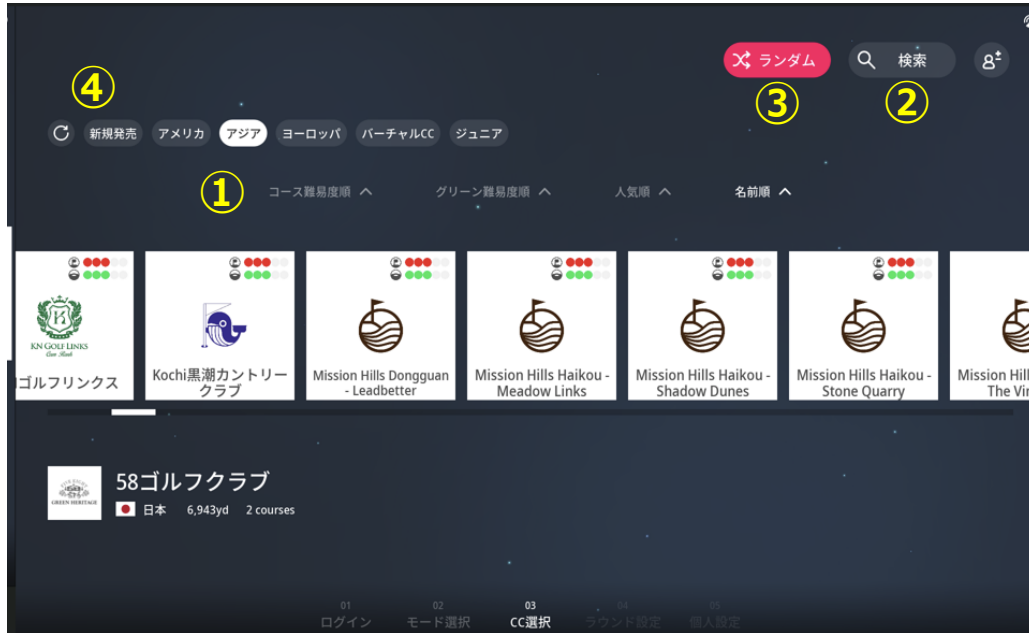 ランダム
検索
④
③
②
新規発売 アメリカ アジア ヨーロッパ バーチャルCC ジュニア
①
コース難易度順 グリーン難易度順 人気順 名前順
KN GOLF LINKS
Kochi黒潮カントリー
クラブ
Mission Hills Dongguan
- Leadbetter
Mission Hills Haikou -
Meadow Links
Mission Hills Haikou -
Shadow Dunes
Mission Hills Haikou -
Stone Quarry
Mission Hill
The Vin
ゴルフリンクス
GREEN HERITAGE
58ゴルフクラブ
日本 6,943yd 2 courses
01 02 03 04 05
ログイン モード選択 CC選択 ラウンド設定 個人設定